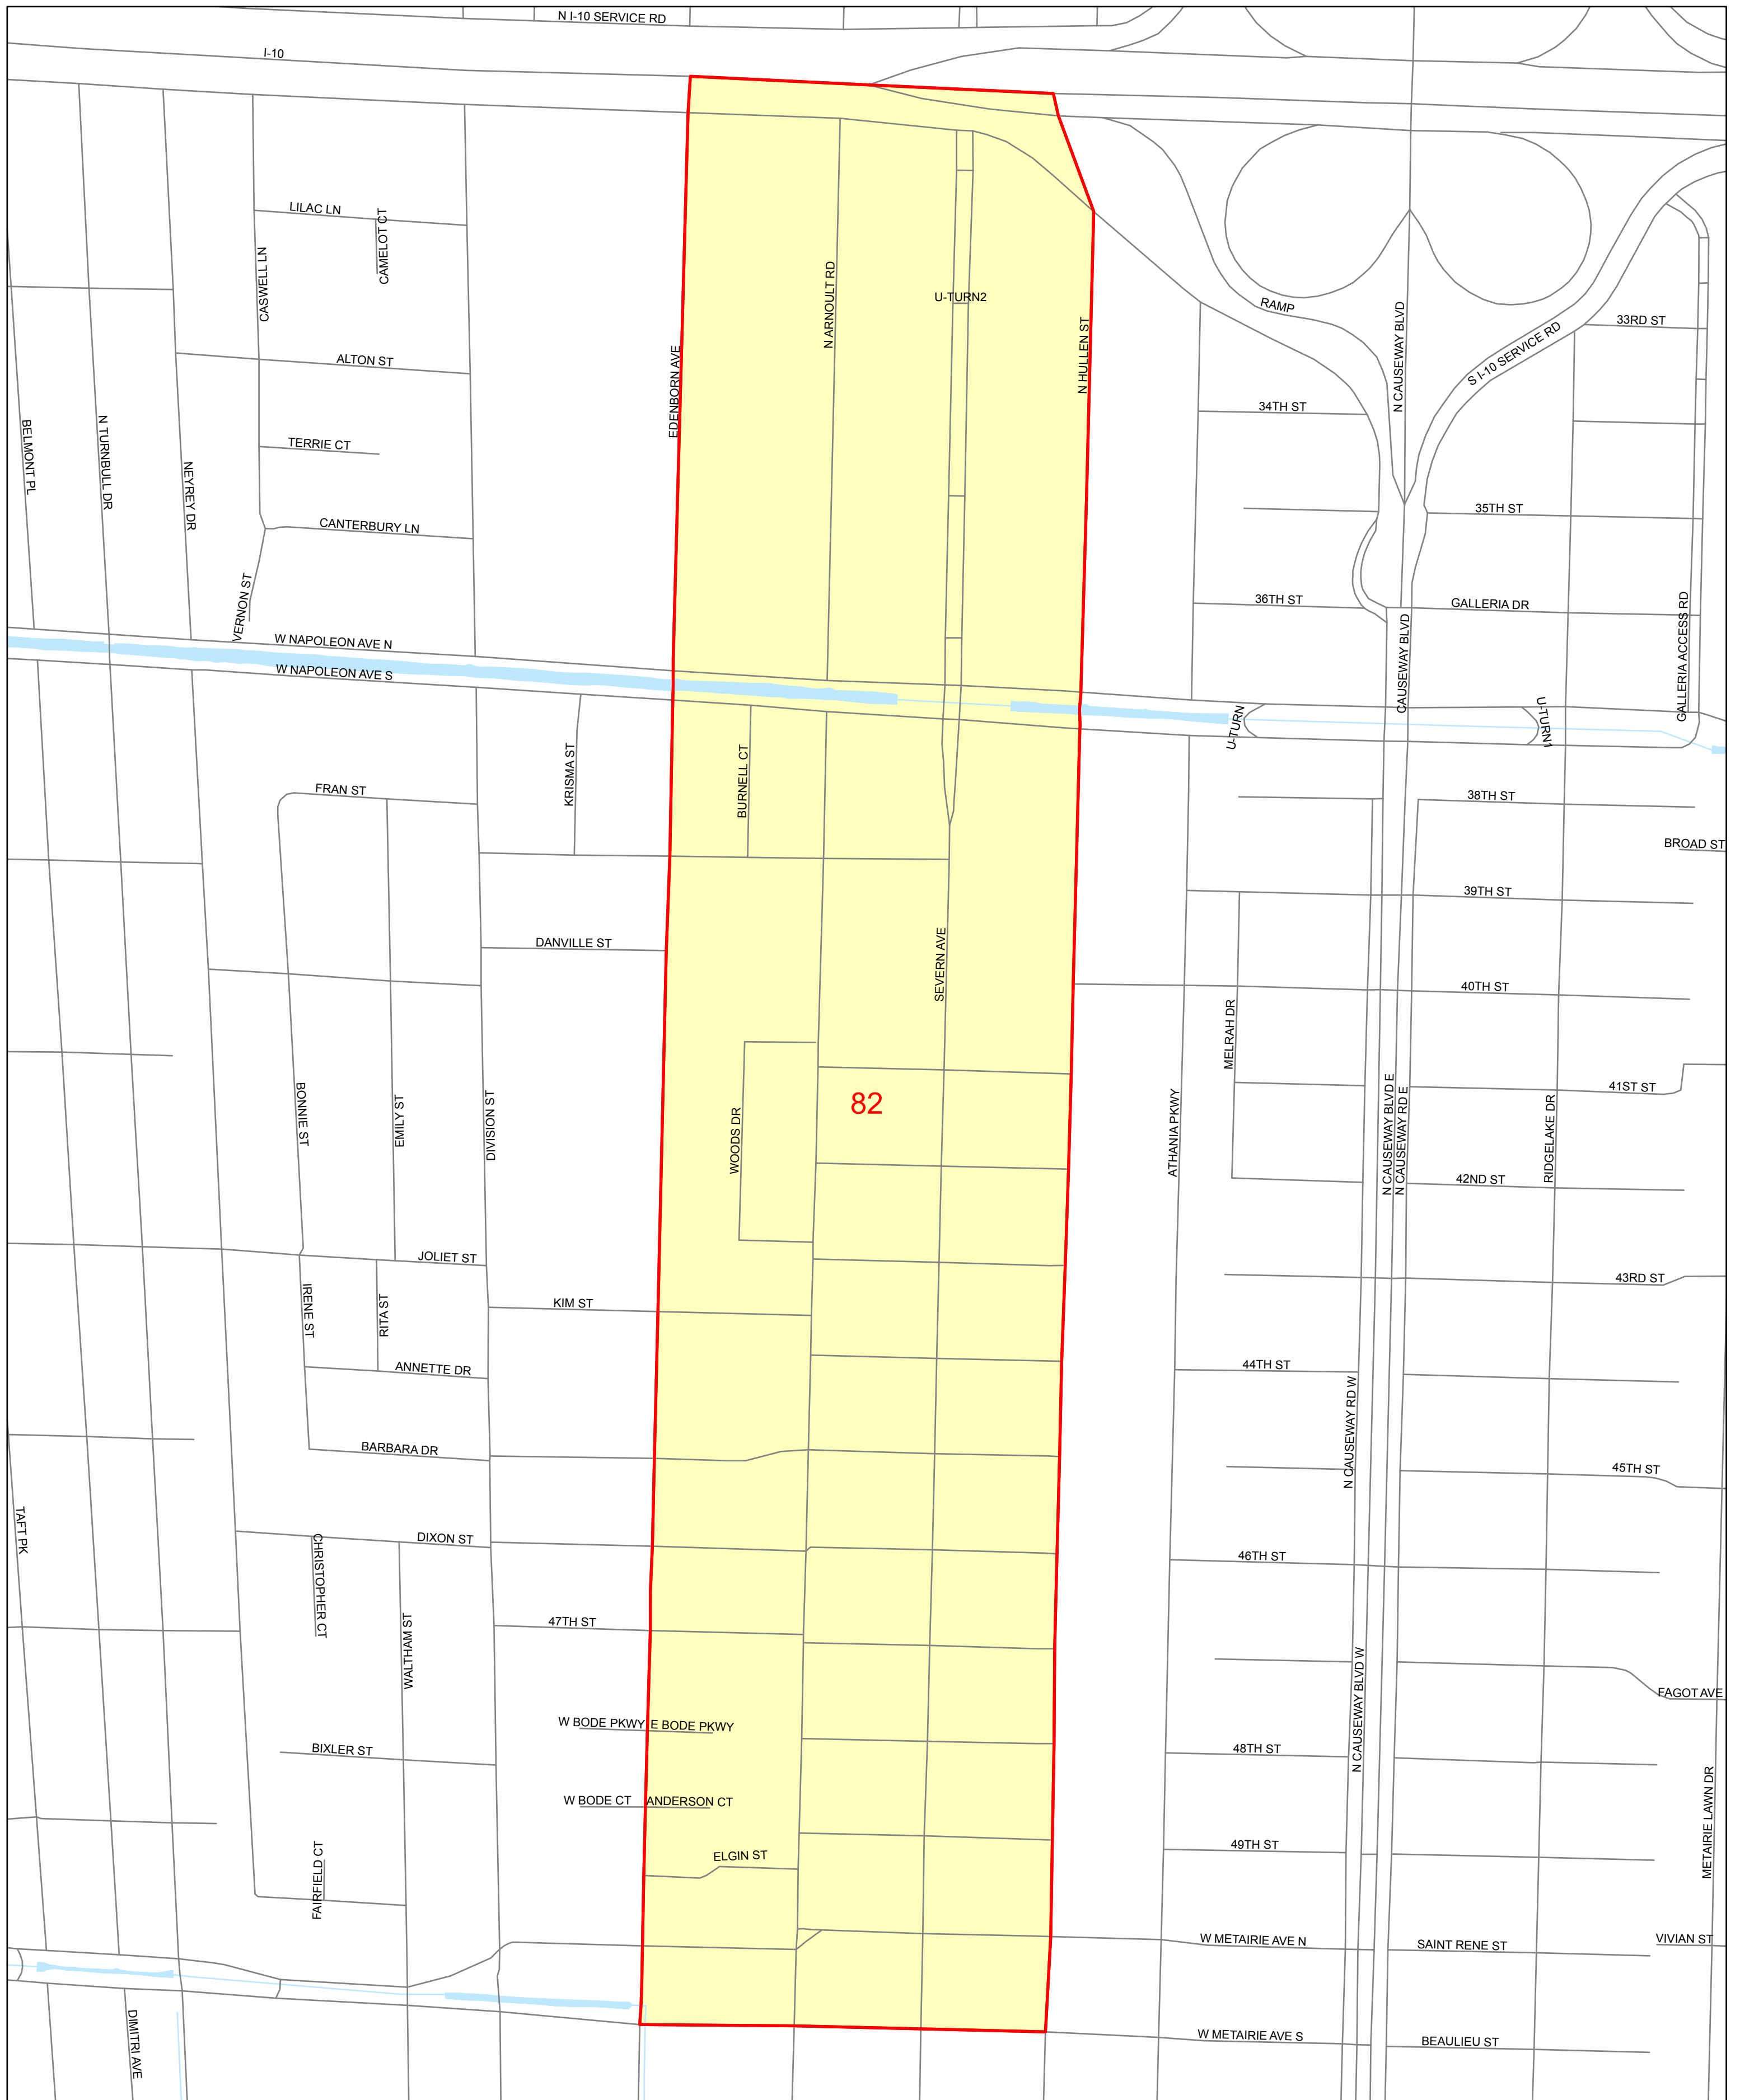 N I-10 SERVICE RD
I-10
LILAC LN
CAMELOT CT
CASWELL LN
N ARNOULT RD
U-TURN2
RAMP
N HULLEN ST
N CAUSEWAY BLVD
33RD ST
S I-10 SERVICE RD
EDENBORN AVE
ALTON ST
34TH ST
BELMONT PL
N TURNBULL DR
NEYREY DR
TERRIE CT
CANTERBURY LN
35TH ST
VERNON ST
36TH ST
GALLERIA DR
GALLERIA ACCESS RD
W NAPOLEON AVE N
W NAPOLEON AVE S
CAUSEWAY BLVD
U-TURN
U-TURN1
KRISMA ST
BURNELL CT
FRAN ST
38TH ST
BROAD ST
39TH ST
DANVILLE ST
SEVERN AVE
40TH ST
MELRAH DR
41ST ST
82
BONNIE ST
EMILY ST
DIVISION ST
WOODS DR
ATHANIA PKWY
N CAUSEWAY BLVD E
N CAUSEWAY RD E
RIDGELAKE DR
42ND ST
JOLIET ST
43RD ST
KIM ST
IRENE ST
RITA ST
ANNETTE DR
44TH ST
N CAUSEWAY RD W
BARBARA DR
45TH ST
TAFT PK
DIXON ST
CHRISTOPHER CT
46TH ST
47TH ST
WALTHAM ST
N CAUSEWAY BLVD W
FAGOT AVE
W BODE PKWY
E BODE PKWY
BIXLER ST
48TH ST
W BODE CT
ANDERSON CT
METAIRIE LAWN DR
49TH ST
ELGIN ST
FAIRFIELD CT
W METAIRIE AVE N
SAINT RENE ST
VIVIAN ST
DIMITRI AVE
W METAIRIE AVE S
BEAULIEU ST